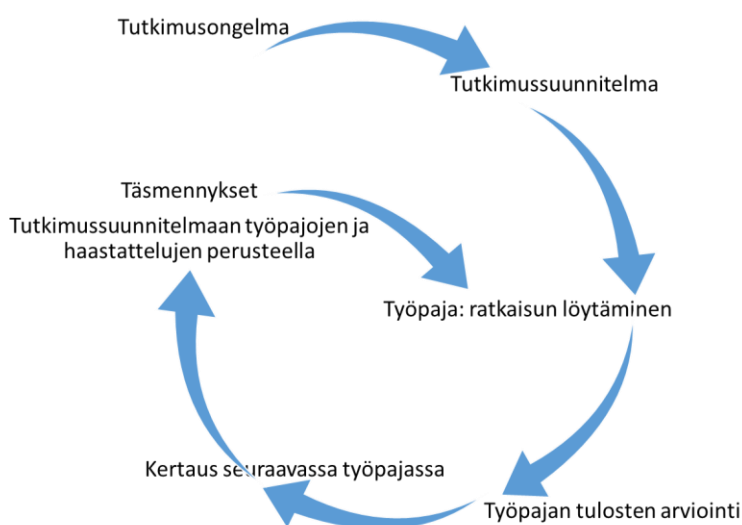 Tutkimusongelma
Tutkimussuunnitelma
Täsmennykset
Tutkimussuunnitelmaan työpajojen ja
haastattelujen perusteella
Työpaja: ratkaisun löytäminen
Kertaus seuraavassa työpajassa
Työpajan tulosten arviointi